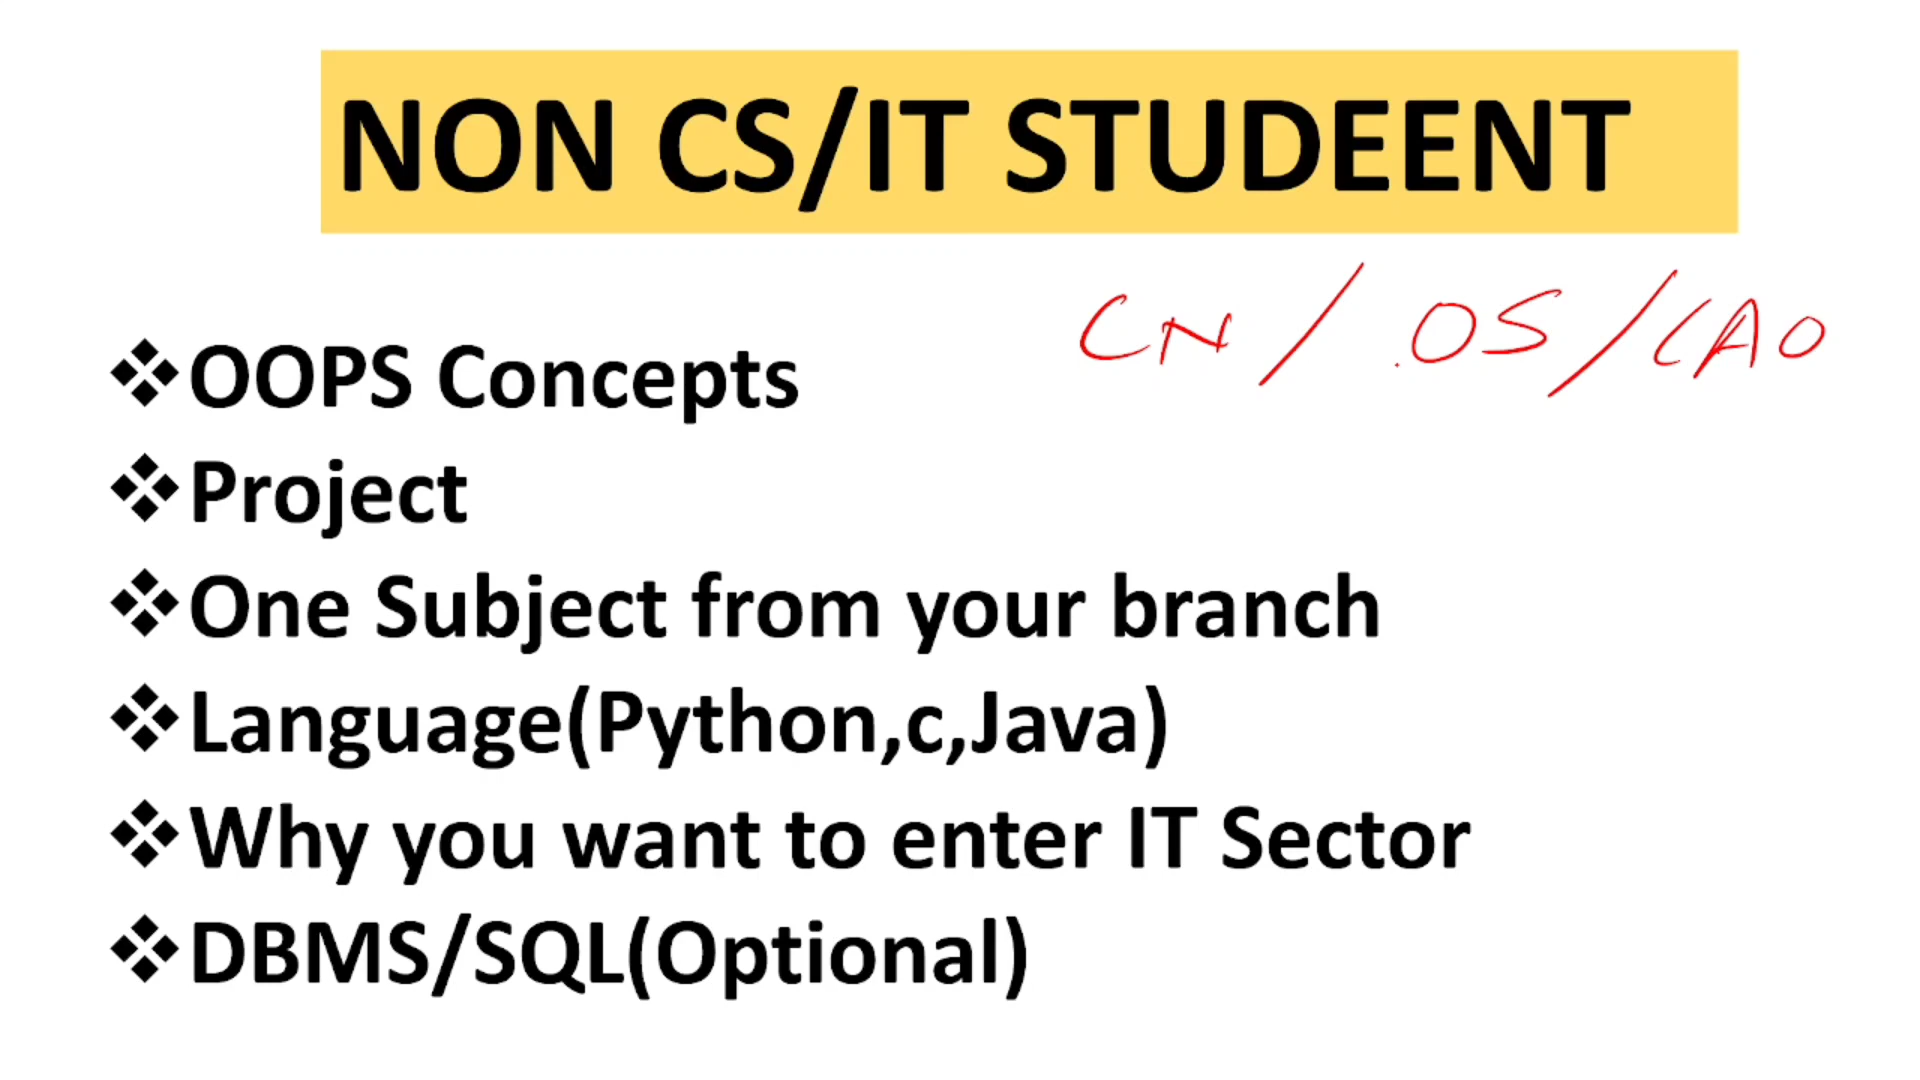 NON CS/IT STUDEENT
CN / OS / CAO
❖OOPS Concepts
❖Project
❖One Subject from your branch
❖Language(Python,c,Java)
❖Why you want to enter IT Sector
❖DBMS/SQL(Optional)